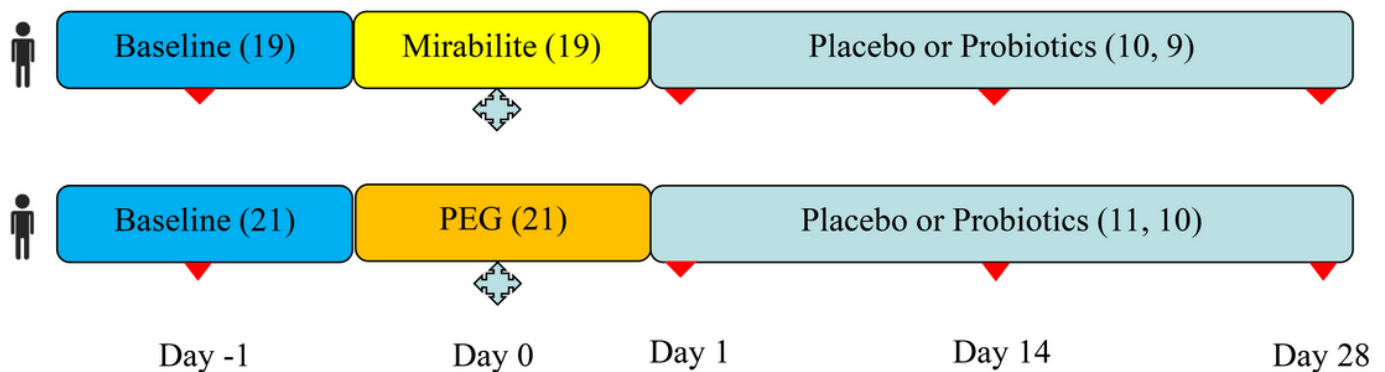 Baseline (19) Mirabilite (19) Placebo or Probiotics (10, 9)
Baseline (21) PEG (21) Placebo or Probiotics (11, 10)
Day -1 Day 0 Day 1 Day 14 Day 28